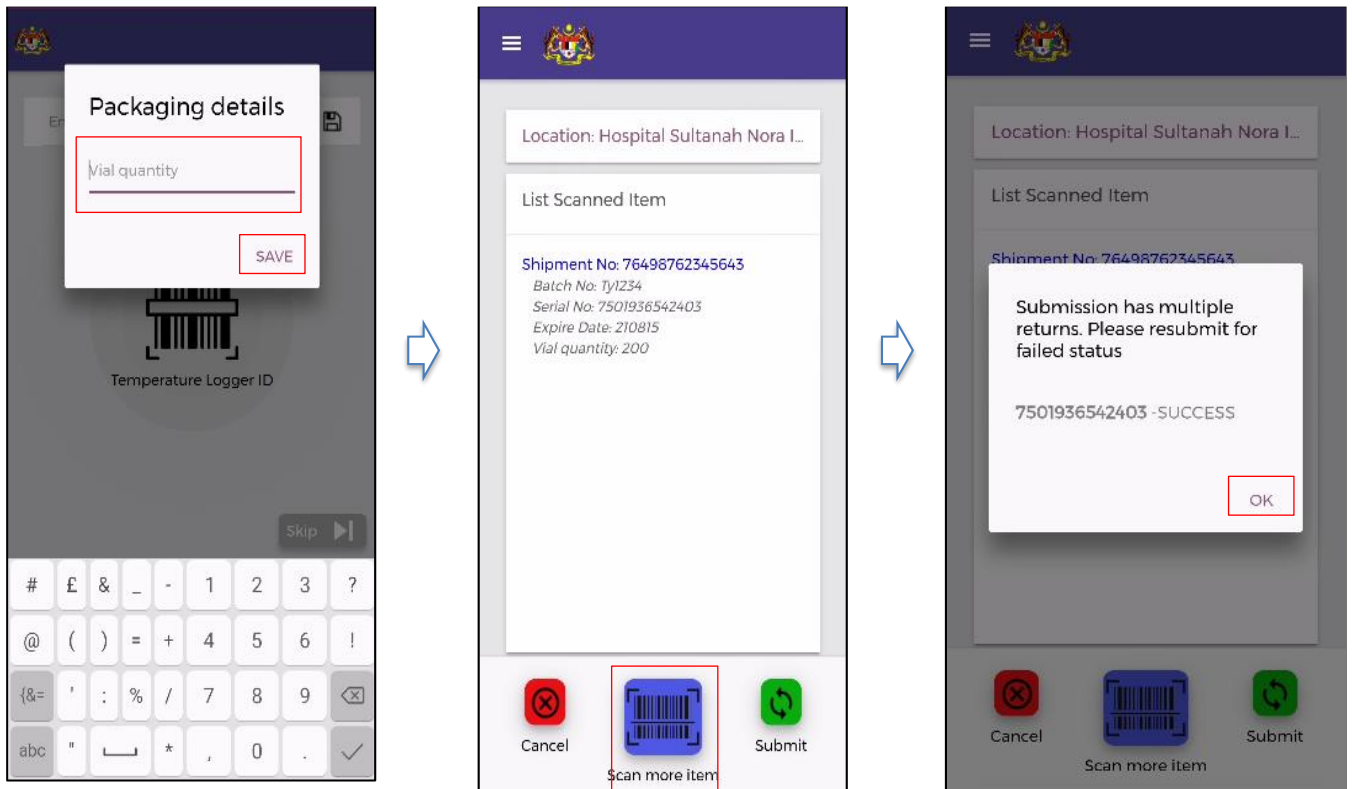 Packaging details
Vial quantity
SAVE
Temperature Logger ID
Skip
# £ & _ - 1 2 3 ?
@ ( ) = + 4 5 6 !
{&= ' : % / 7 8 9
abc " * , 0 .
Location: Hospital Sultanah Nora I...
List Scanned Item
Shipment No: 76498762345643
Batch No: Ty1234
Serial No: 7501936542403
Expire Date: 210815
Vial quantity: 200
Cancel
Scan more item
Submit
Location: Hospital Sultanah Nora I...
List Scanned Item
Shipment No: 76498762345643
Submission has multiple
returns. Please resubmit for
failed status
7501936542403 -SUCCESS
OK
Cancel
Scan more item
Submit